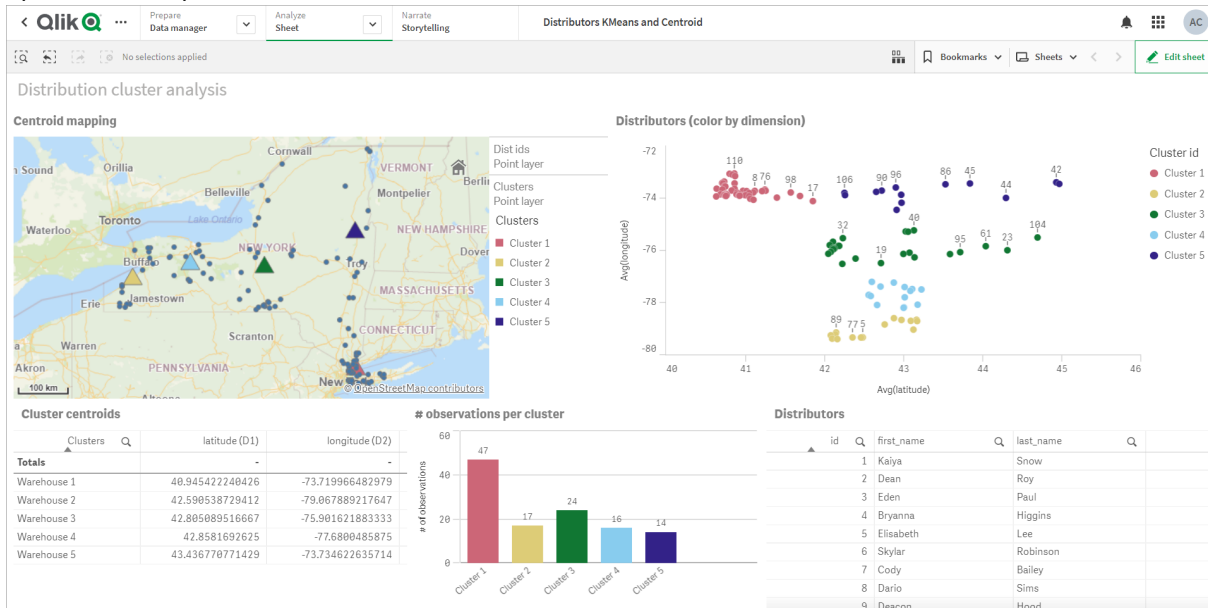 Qlik
Prepare
Data manager
Analyze
Sheet
Narrate
Storytelling
Distributors KMeans and Centroid
AC
No selections applied
Bookmarks
Sheets
Edit sheet
Distribution cluster analysis
Centroid mapping
Cornwall
n Sound
Orillia
VERMONT
Berlin
Belleville
Montpelier
Lake Ontario
Toronto
Waterloo
NEW HAMPSHIRE
NEW YORK
Dover
Buffalo
Troy
MASSACHUSETTS
Erie
Jamestown
CONNECTICUT
Scranton
a
Warren
Akron
PENNSYLVANIA
New
100 km
Altoona
© OpenStreetMap contributors
Dist ids
Point layer
Clusters
Point layer
Clusters
Cluster 1
Cluster 2
Cluster 3
Cluster 4
Cluster 5
Distributors (color by dimension)
-72
-74
-76
-78
-80
Avg(longitude)
110
8 76
98
17
106
90 96
86
45
44
42
32
19
40
95
61
23
104
89
77 5
40
41
42
43
44
45
46
Avg(latitude)
Cluster id
Cluster 1
Cluster 2
Cluster 3
Cluster 4
Cluster 5
Cluster centroids
Clusters latitude (D1) longitude (D2)
Totals - -
Warehouse 1 40.945422240426 -73.719966482979
Warehouse 2 42.590538729412 -79.067889217647
Warehouse 3 42.805089516667 -75.901621883333
Warehouse 4 42.8581692625 -77.6800485875
Warehouse 5 43.436770771429 -73.734622635714
# observations per cluster
60
40
20
0
# of observations
47
17
24
16
14
Cluster 1
Cluster 2
Cluster 3
Cluster 4
Cluster 5
Distributors
id first_name last_name
1 Kaiya Snow
2 Dean Roy
3 Eden Paul
4 Bryanna Higgins
5 Elisabeth Lee
6 Skylar Robinson
7 Cody Bailey
8 Dario Sims
9 Deacon Hood